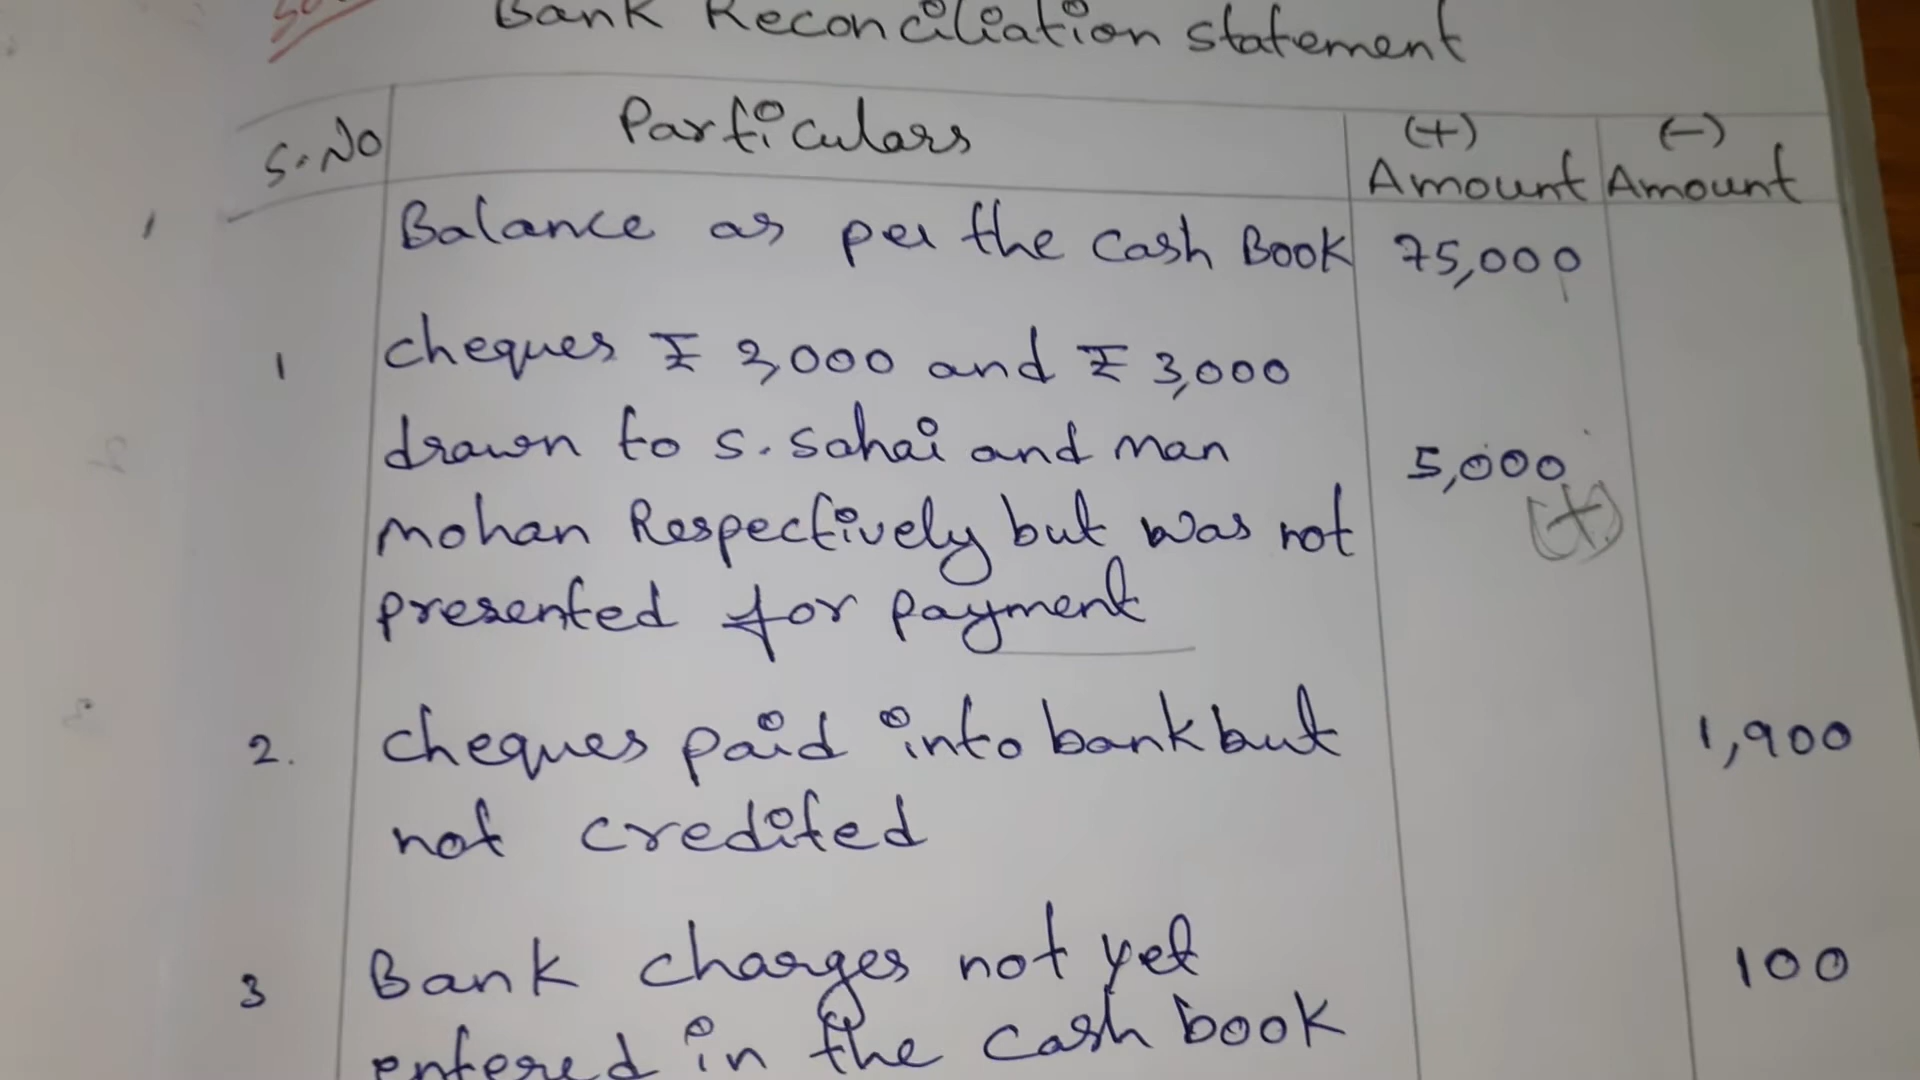 Bank Reconciliation statement
S.No Particulars (+) Amount (-) Amount
Balance as per the Cash Book 75,000
1 cheques ₹ 2,000 and ₹ 3,000
drawn to S. Sahai and Man 5,000
mohan Respectively but was not (+)
presented for payment
2. cheques paid into bank but 1,900
not credited
3 Bank charges not yet 100
entered in the cash book